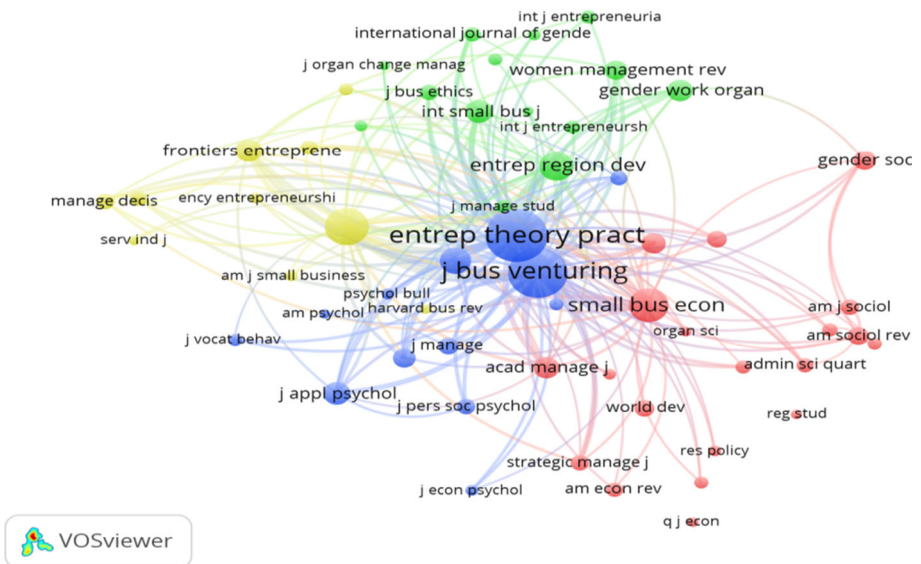 int j entrepreneuria
international journal of gende
j organ change manag
women management rev
j bus ethics
gender work organ
int small bus j
int j entrepreneursh
frontiers entreprene
entrep region dev
gender soc
manage decis
ency entrepreneurshi
j manage stud
serv ind j
entrep theory pract
am j small business
j bus venturing
psychol bull
am psychol
harvard bus rev
small bus econ
am j sociol
organ sci
j vocat behav
j manage
am sociol rev
acad manage j
admin sci quart
j appl psychol
j pers soc psychol
world dev
reg stud
res policy
strategic manage j
j econ psychol
am econ rev
q j econ
VOSviewer